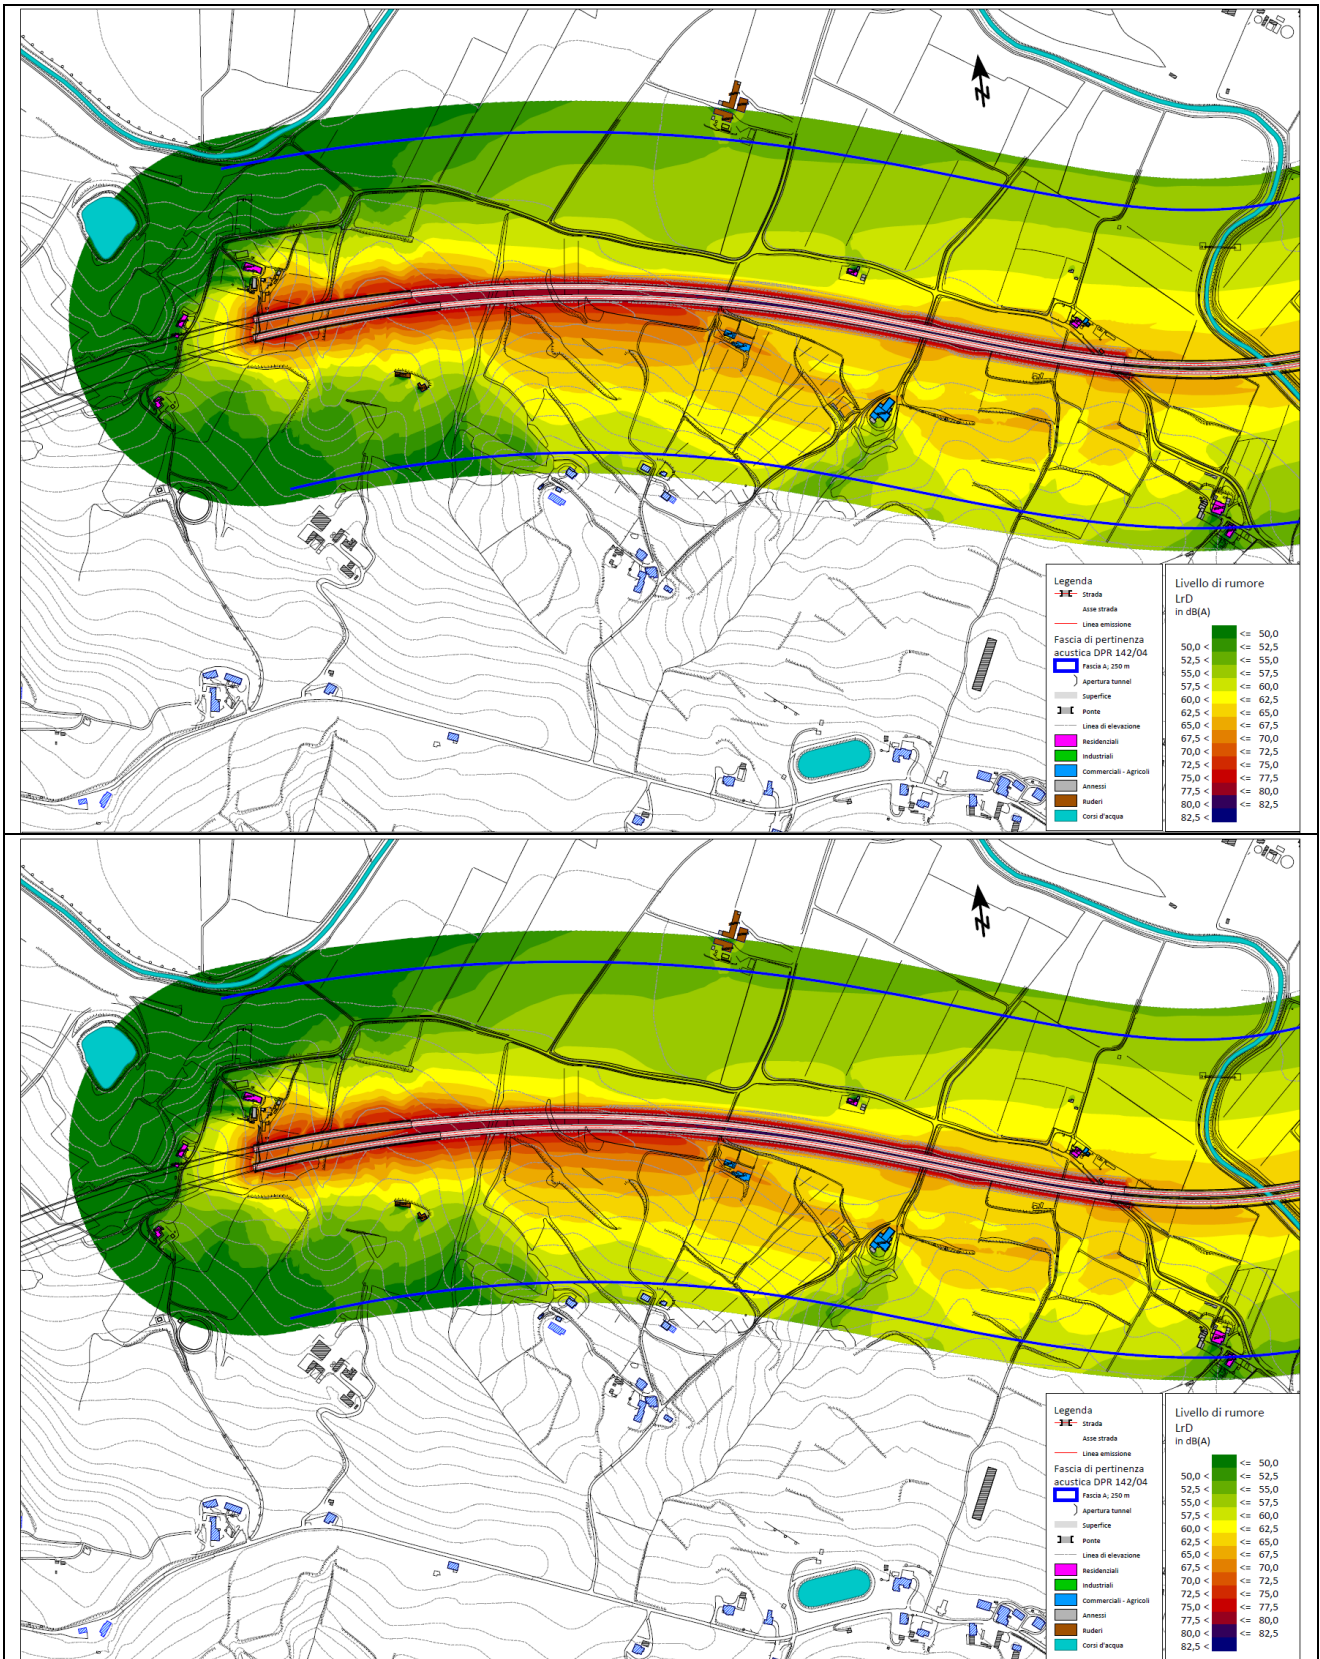 N
Legenda
Strada
Asse strada
Linea emissione
Fascia di pertinenza
acustica DPR 142/04
Fascia A; 250 m
Apertura tunnel
Superfice
Ponte
Linea di elevazione
Residenziali
Industriali
Commerciali - Agricoli
Annessi
Ruderi
Corsi d'acqua
Livello di rumore
LrD
in dB(A)
<= 50,0
50,0 < <= 52,5
52,5 < <= 55,0
55,0 < <= 57,5
57,5 < <= 60,0
60,0 < <= 62,5
62,5 < <= 65,0
65,0 < <= 67,5
67,5 < <= 70,0
70,0 < <= 72,5
72,5 < <= 75,0
75,0 < <= 77,5
77,5 < <= 80,0
80,0 < <= 82,5
82,5 <
N
Legenda
Strada
Asse strada
Linea emissione
Fascia di pertinenza
acustica DPR 142/04
Fascia A; 250 m
Apertura tunnel
Superfice
Ponte
Linea di elevazione
Residenziali
Industriali
Commerciali - Agricoli
Annessi
Ruderi
Corsi d'acqua
Livello di rumore
LrD
in dB(A)
<= 50,0
50,0 < <= 52,5
52,5 < <= 55,0
55,0 < <= 57,5
57,5 < <= 60,0
60,0 < <= 62,5
62,5 < <= 65,0
65,0 < <= 67,5
67,5 < <= 70,0
70,0 < <= 72,5
72,5 < <= 75,0
75,0 < <= 77,5
77,5 < <= 80,0
80,0 < <= 82,5
82,5 <